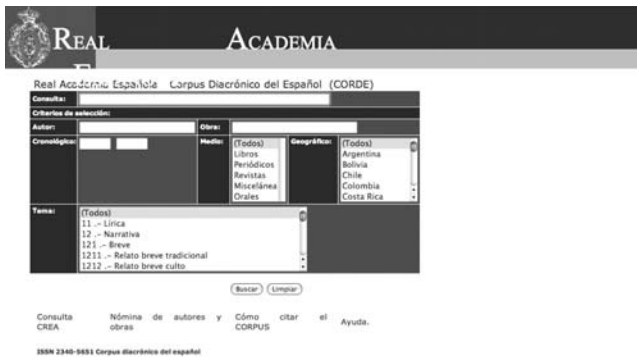 REAL ACADEMIA
E
Real Academia Española Corpus Diacrónico del Español (CORDE)
Consulta:
Criterios de selección:
Autor: Obra:
Cronológico: Medio: Geográfico:
(Todos) (Todos)
Libros Argentina
Periódicos Bolivia
Revistas Chile
Miscelánea Colombia
Orales Costa Rica
Tema: (Todos)
11 .- Lírica
12 .- Narrativa
121 .- Breve
1211 .- Relato breve tradicional
1212 .- Relato breve culto
Buscar Limpiar
Consulta Nómina de autores y Cómo citar el Ayuda.
CREA obras CORPUS
ISSN 2340-5651 Corpus diacrónico del español